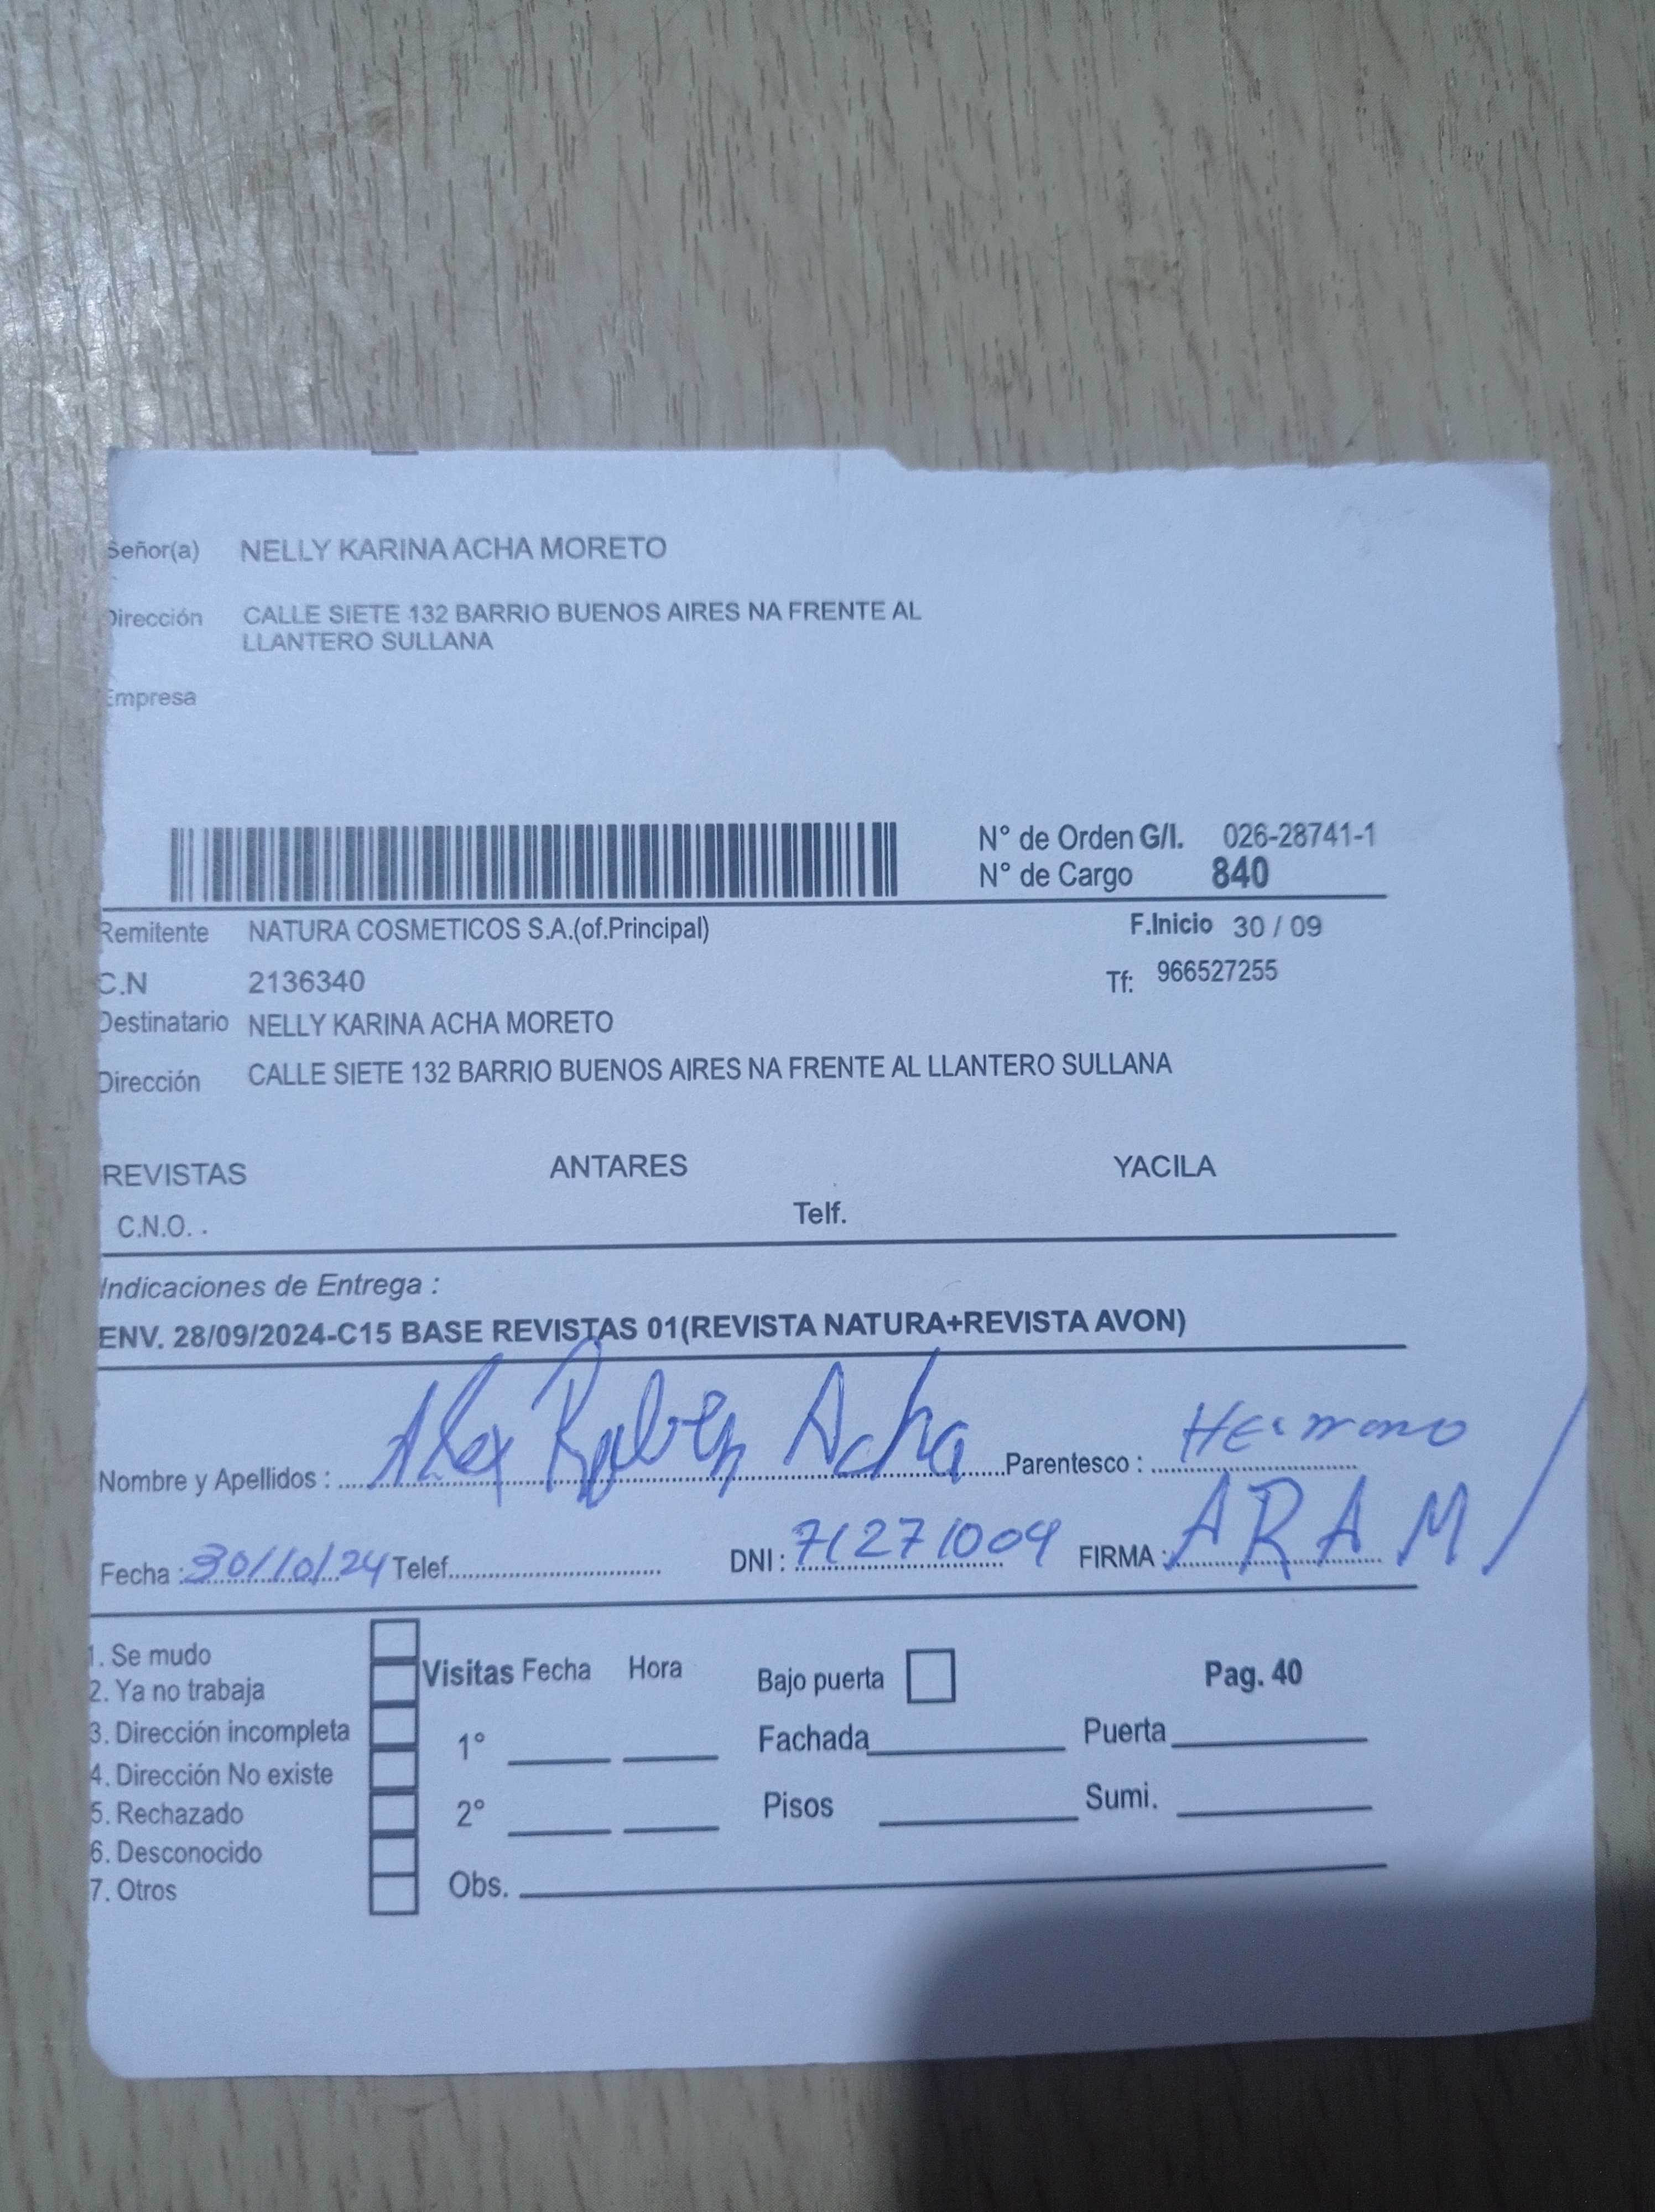 Señor(a) NELLY KARINA ACHA MORETO
Dirección CALLE SIETE 132 BARRIO BUENOS AIRES NA FRENTE AL
LLANTERO SULLANA
Empresa
N° de Orden G/I. 026-28741-1
N° de Cargo 840
Remitente NATURA COSMETICOS S.A.(of.Principal) F.Inicio 30 / 09
C.N 2136340 Tf: 966527255
Destinatario NELLY KARINA ACHA MORETO
Dirección CALLE SIETE 132 BARRIO BUENOS AIRES NA FRENTE AL LLANTERO SULLANA
REVISTAS ANTARES YACILA
C.N.O. . Telf.
Indicaciones de Entrega :
ENV. 28/09/2024-C15 BASE REVISTAS 01(REVISTA NATURA+REVISTA AVON)
Nombre y Apellidos : Alex Ruben Acha Parentesco : Hermano
Fecha : 30/10/24 Telef. DNI : 71271009 FIRMA : ARAM
1. Se mudo
2. Ya no trabaja
3. Dirección incompleta
4. Dirección No existe
5. Rechazado
6. Desconocido
7. Otros
Visitas Fecha Hora
1°
2°
Obs.
Bajo puerta Pag. 40
Fachada Puerta
Pisos Sumi.